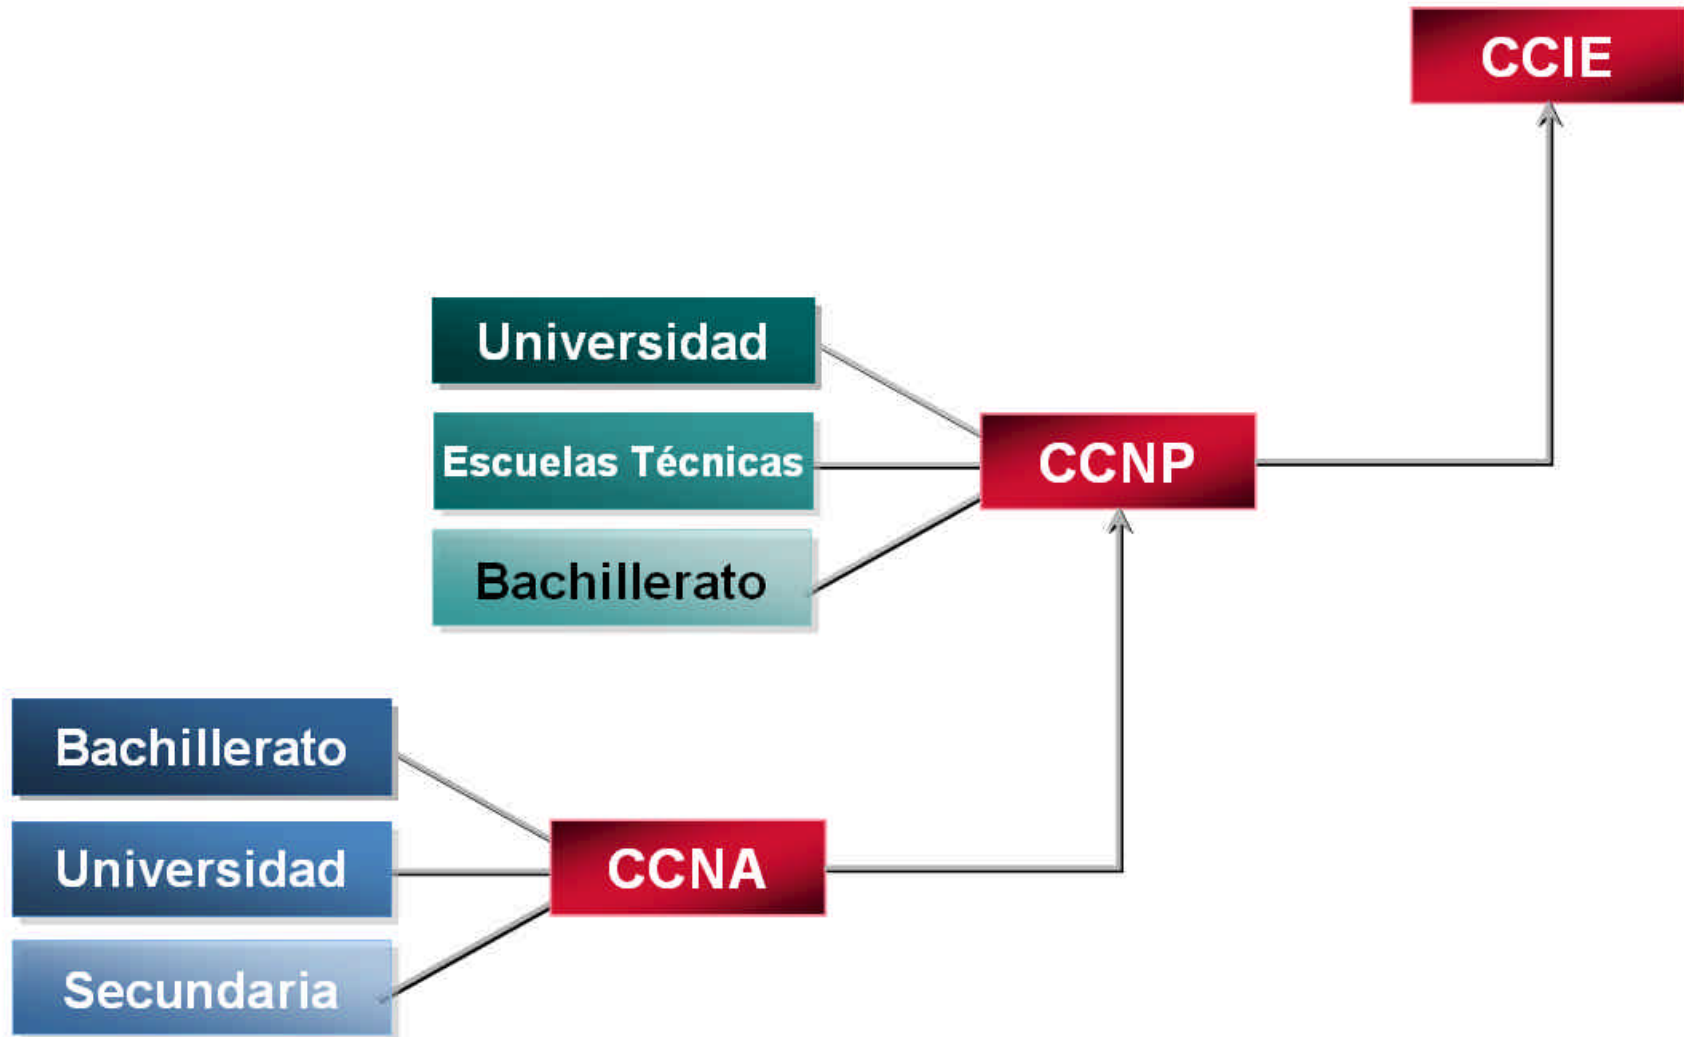 CCIE
Universidad
Escuelas Técnicas
CCNP
Bachillerato
Bachillerato
Universidad
CCNA
Secundaria